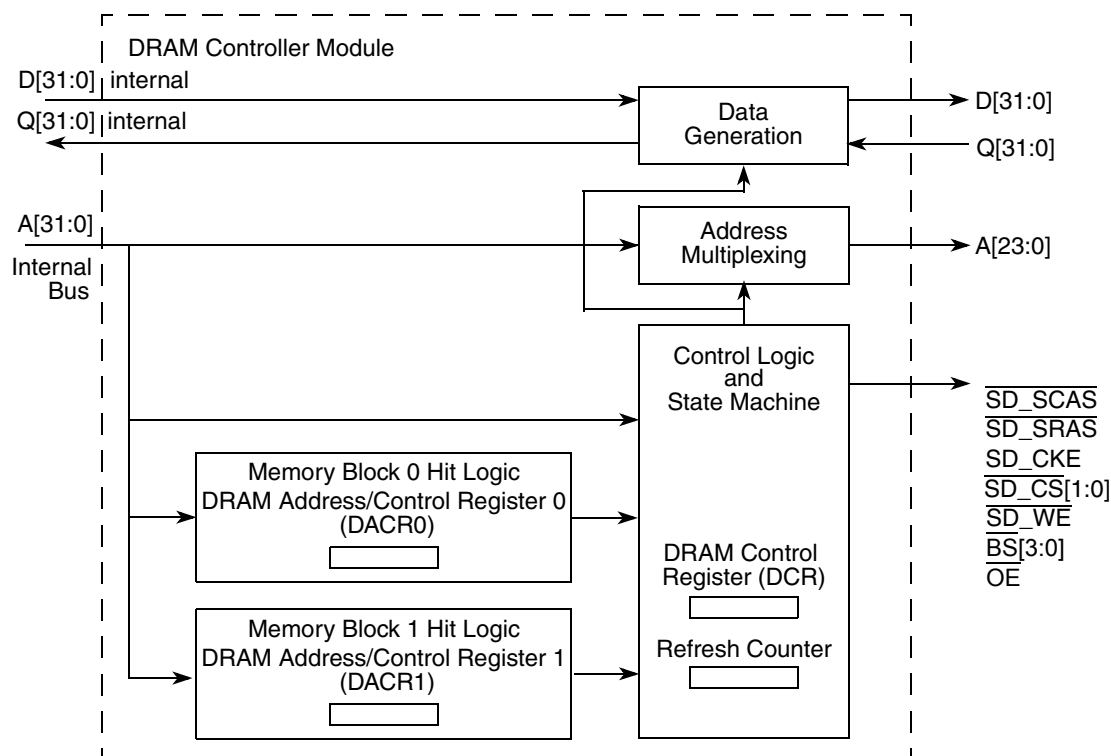 DRAM Controller Module
D[31:0] internal
Q[31:0] internal
Data
Generation
D[31:0]
Q[31:0]
A[31:0]
Internal
Bus
Address
Multiplexing
A[23:0]
Control Logic
and
State Machine
SD_SCAS
SD_SRAS
SD_CKE
SD_CS[1:0]
SD_WE
BS[3:0]
OE
Memory Block 0 Hit Logic
DRAM Address/Control Register 0
(DACR0)
DRAM Control
Register (DCR)
Memory Block 1 Hit Logic
DRAM Address/Control Register 1
(DACR1)
Refresh Counter